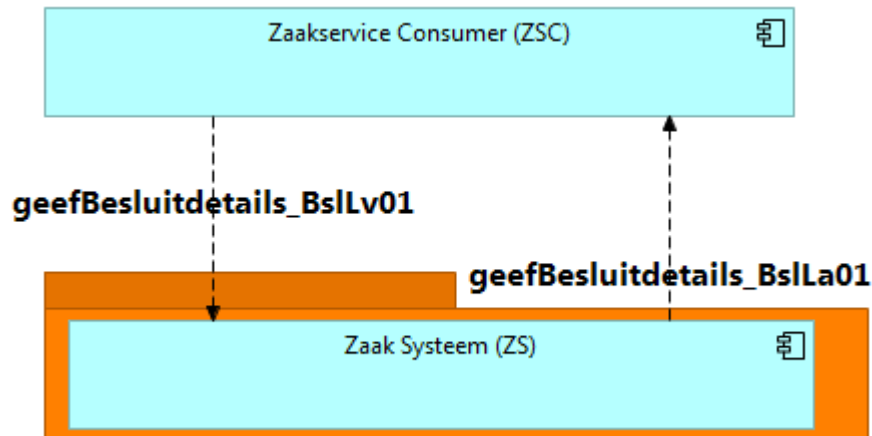 Zaakservice Consumer (ZSC)
geefBesluitdetails_BslLv01
geefBesluitdetails_BslLa01
Zaak Systeem (ZS)